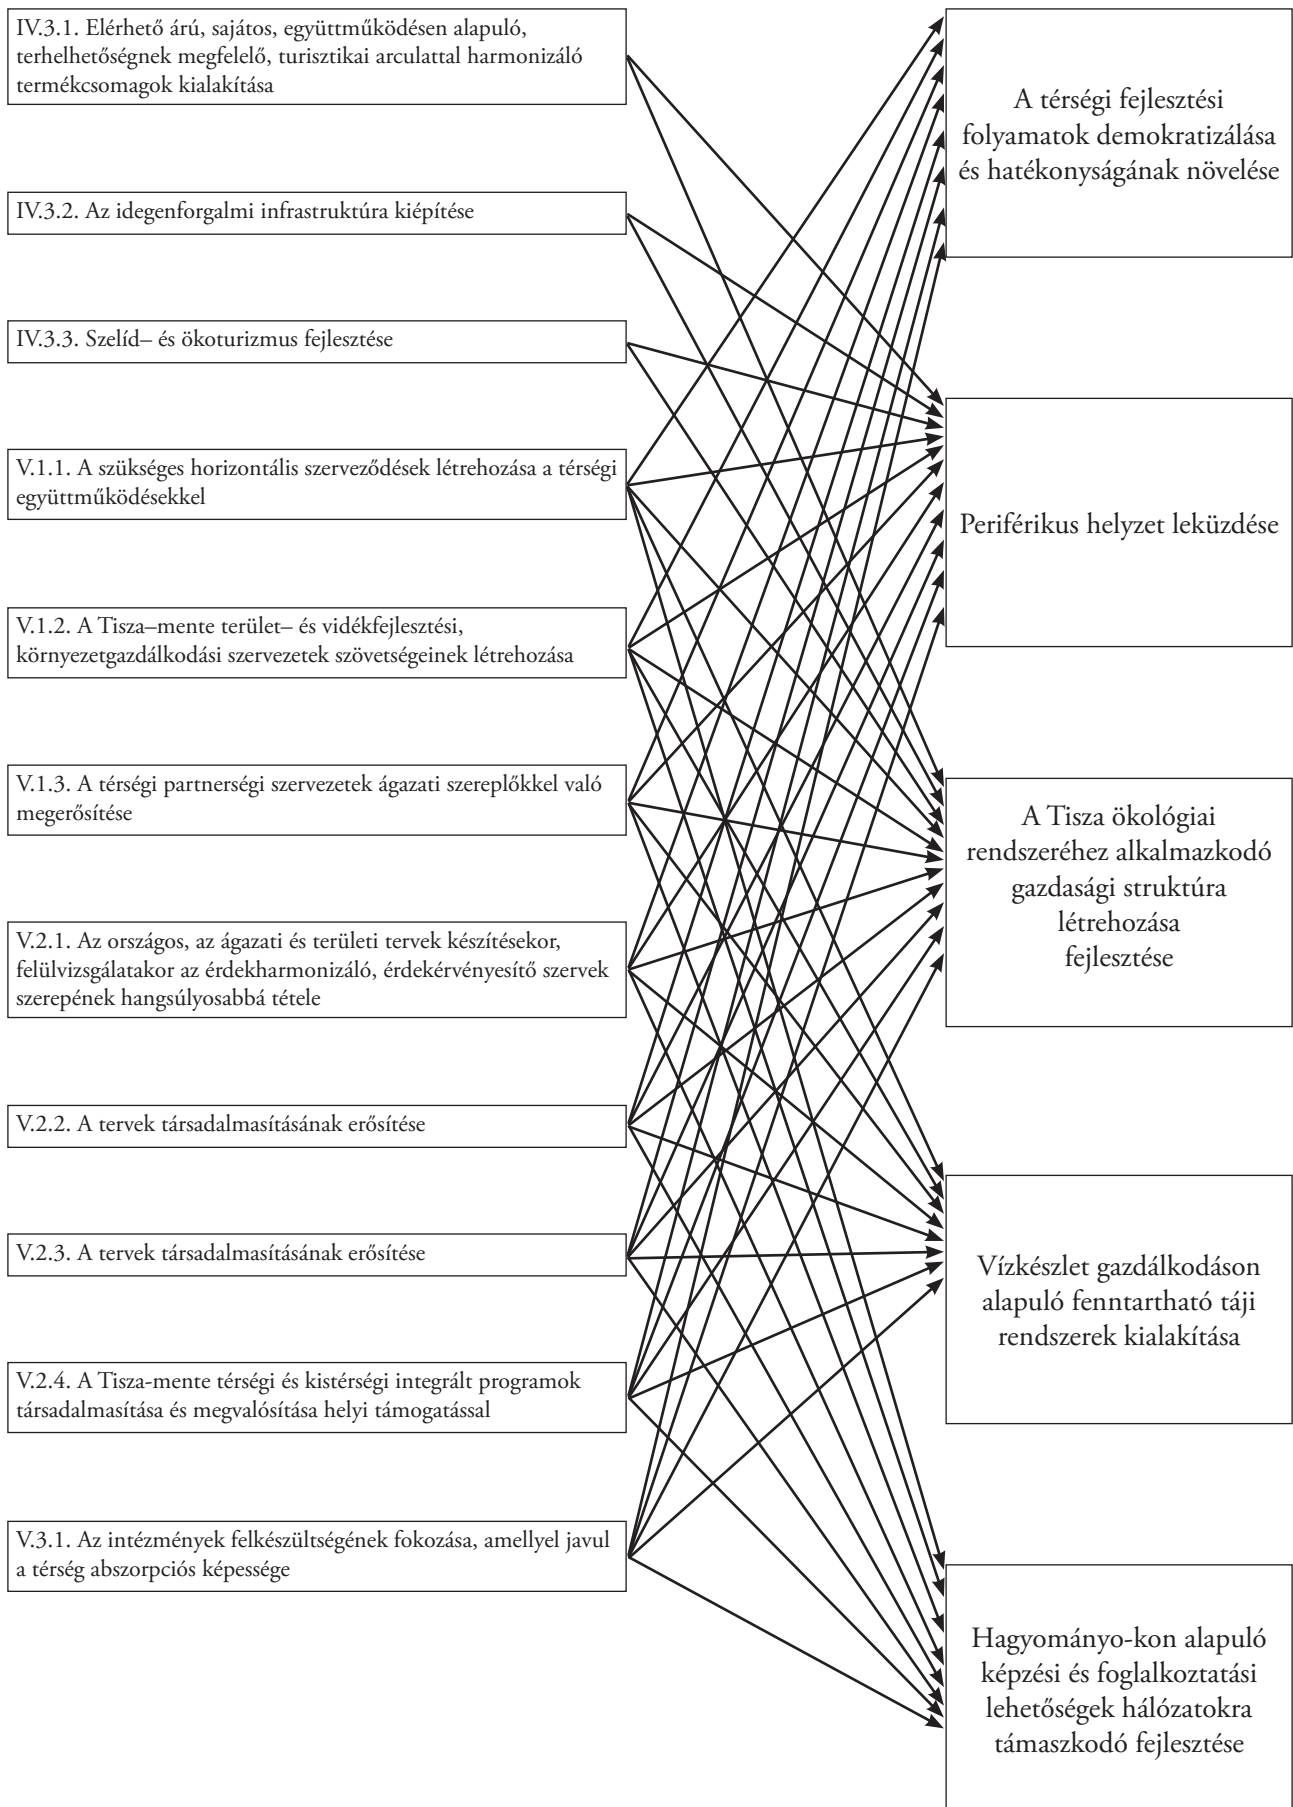 IV.3.1. Elérhető árú, sajátos, együttműködésen alapuló,
terhelhetőségnek megfelelő, turisztikai arculattal harmonizáló
termékcsomagok kialakítása
IV.3.2. Az idegenforgalmi infrastruktúra kiépítése
IV.3.3. Szelíd– és ökoturizmus fejlesztése
V.1.1. A szükséges horizontális szerveződések létrehozása a térségi
együttműködésekkel
V.1.2. A Tisza–mente terület– és vidékfejlesztési,
környezetgazdálkodási szervezetek szövetségeinek létrehozása
V.1.3. A térségi partnerségi szervezetek ágazati szereplőkkel való
megerősítése
V.2.1. Az országos, az ágazati és területi tervek készítésekor,
felülvizsgálatakor az érdekharmonizáló, érdekérvényesítő szervek
szerepének hangsúlyosabbá tétele
V.2.2. A tervek társadalmasításának erősítése
V.2.3. A tervek társadalmasításának erősítése
V.2.4. A Tisza-mente térségi és kistérségi integrált programok
társadalmasítása és megvalósítása helyi támogatással
V.3.1. Az intézmények felkészültségének fokozása, amellyel javul
a térség abszorpciós képessége
A térségi fejlesztési
folyamatok demokratizálása
és hatékonyságának növelése
Periférikus helyzet leküzdése
A Tisza ökológiai
rendszeréhez alkalmazkodó
gazdasági struktúra
létrehozása
fejlesztése
Vízkészlet gazdálkodáson
alapuló fenntartható táji
rendszerek kialakítása
Hagyományo-kon alapuló
képzési és foglalkoztatási
lehetőségek hálózatokra
támaszkodó fejlesztése